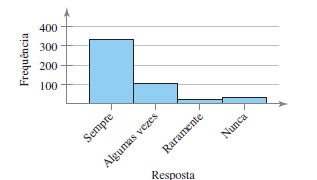 Frequência
400
300
200
100
Sempre
Algumas vezes
Raramente
Nunca
Resposta